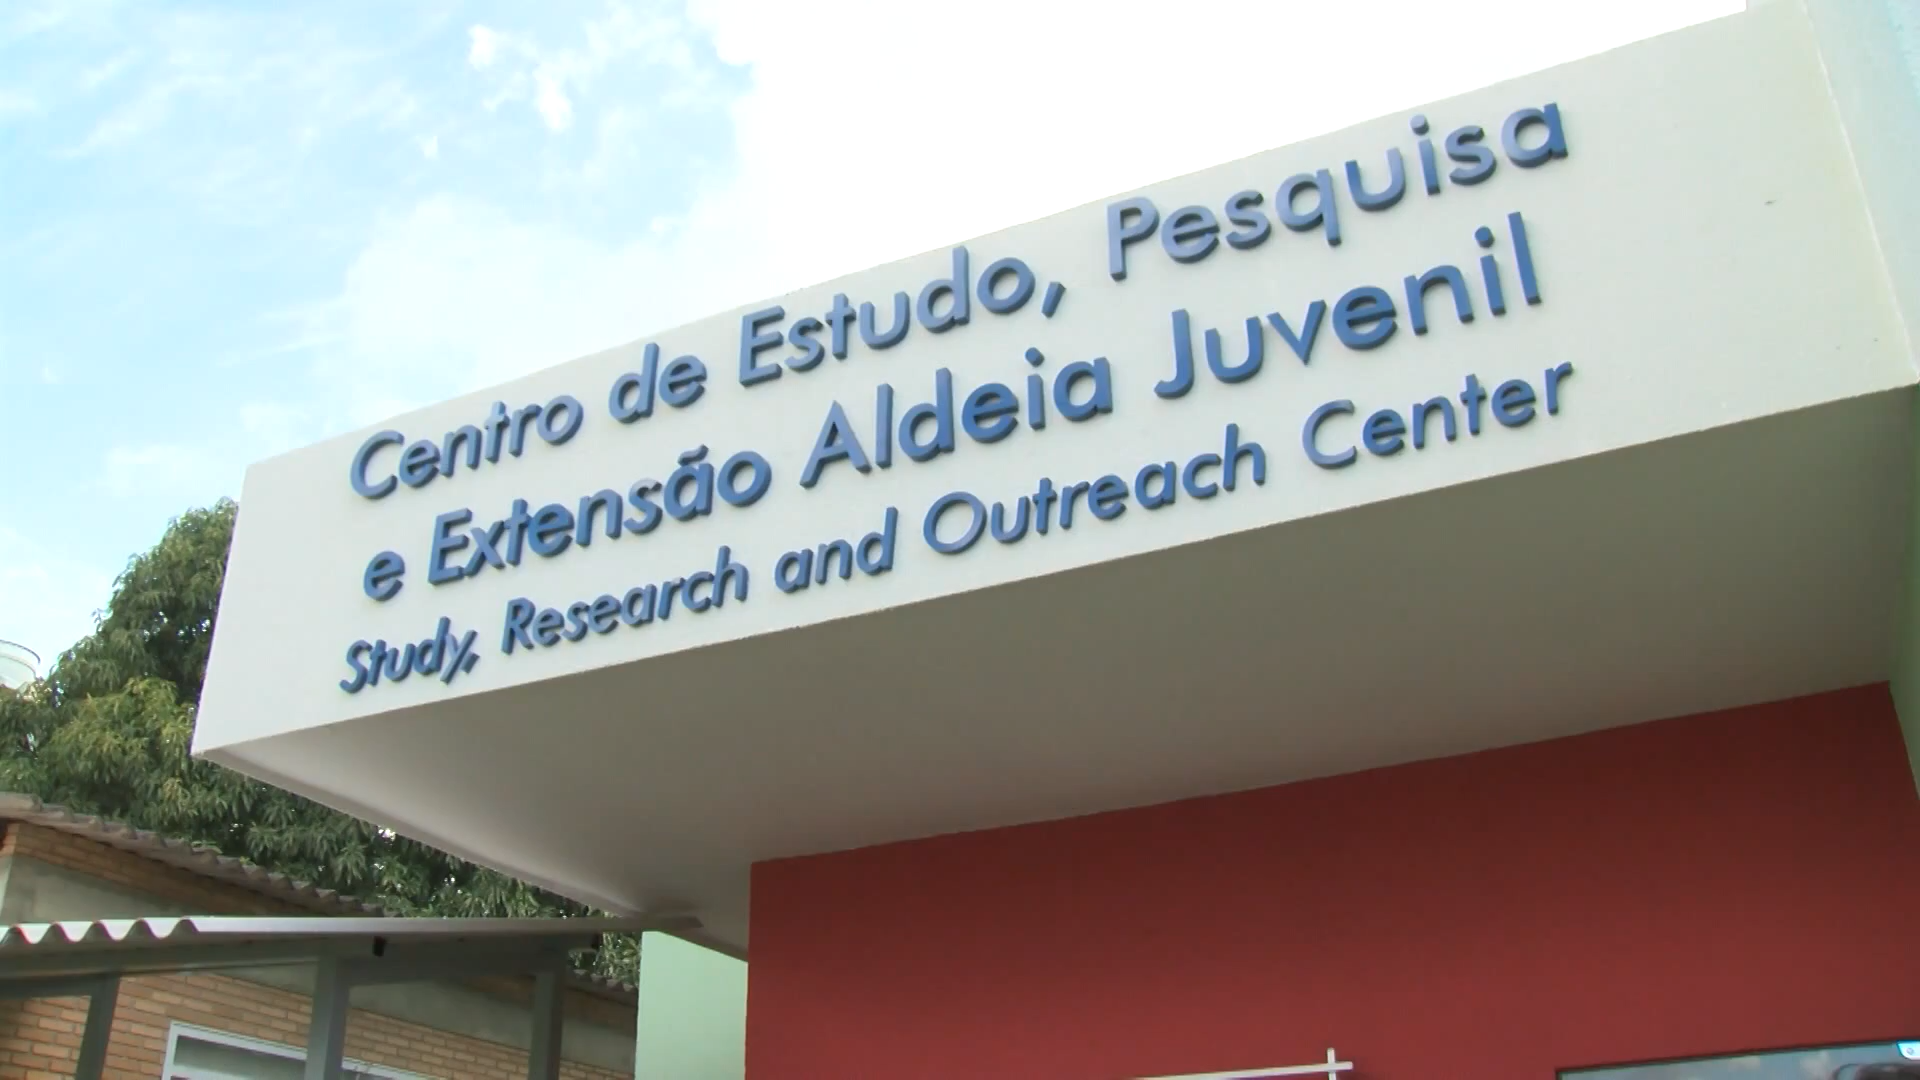 Centro de Estudo, Pesquisa
e Extensão Aldeia Juvenil
Study, Research and Outreach Center